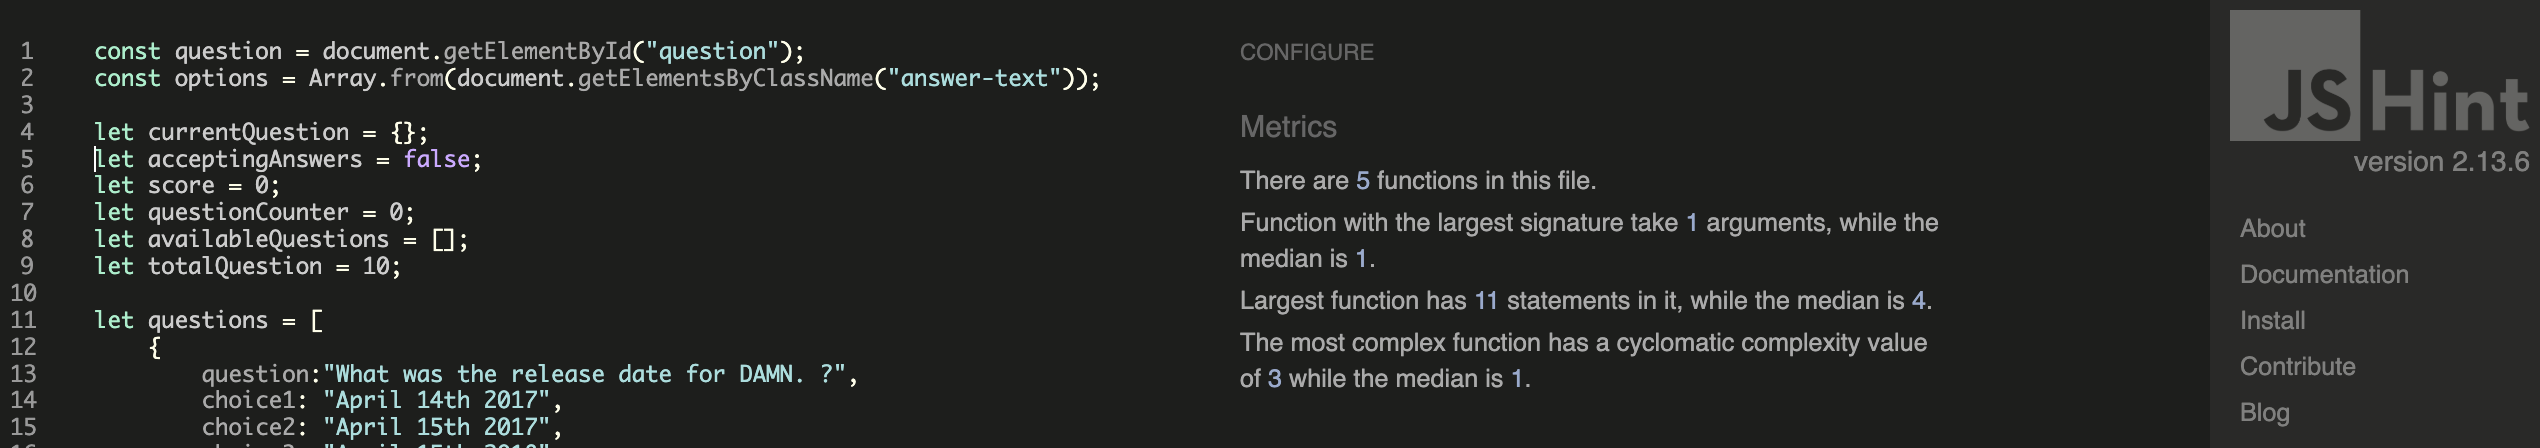 1 const question = document.getElementById("question");
2 const options = Array.from(document.getElementsByClassName("answer-text"));
3
4 let currentQuestion = {};
5 let acceptingAnswers = false;
6 let score = 0;
7 let questionCounter = 0;
8 let availableQuestions = [];
9 let totalQuestion = 10;
10
11 let questions = [
12 {
13 question:"What was the release date for DAMN. ?",
14 choice1: "April 14th 2017",
15 choice2: "April 15th 2017",
CONFIGURE
Metrics
There are 5 functions in this file.
Function with the largest signature take 1 arguments, while the
median is 1.
Largest function has 11 statements in it, while the median is 4.
The most complex function has a cyclomatic complexity value
of 3 while the median is 1.
JSHint
version 2.13.6
About
Documentation
Install
Contribute
Blog